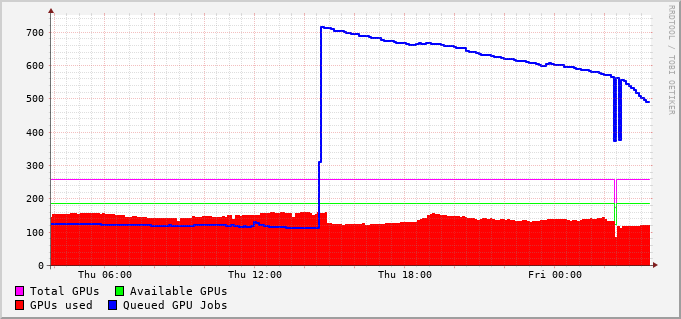 700
600
500
400
300
200
100
0
Thu 06:00 Thu 12:00 Thu 18:00 Fri 00:00
Total GPUs Available GPUs
GPUs used Queued GPU Jobs
RRDTOOL / TOBI OETIKER